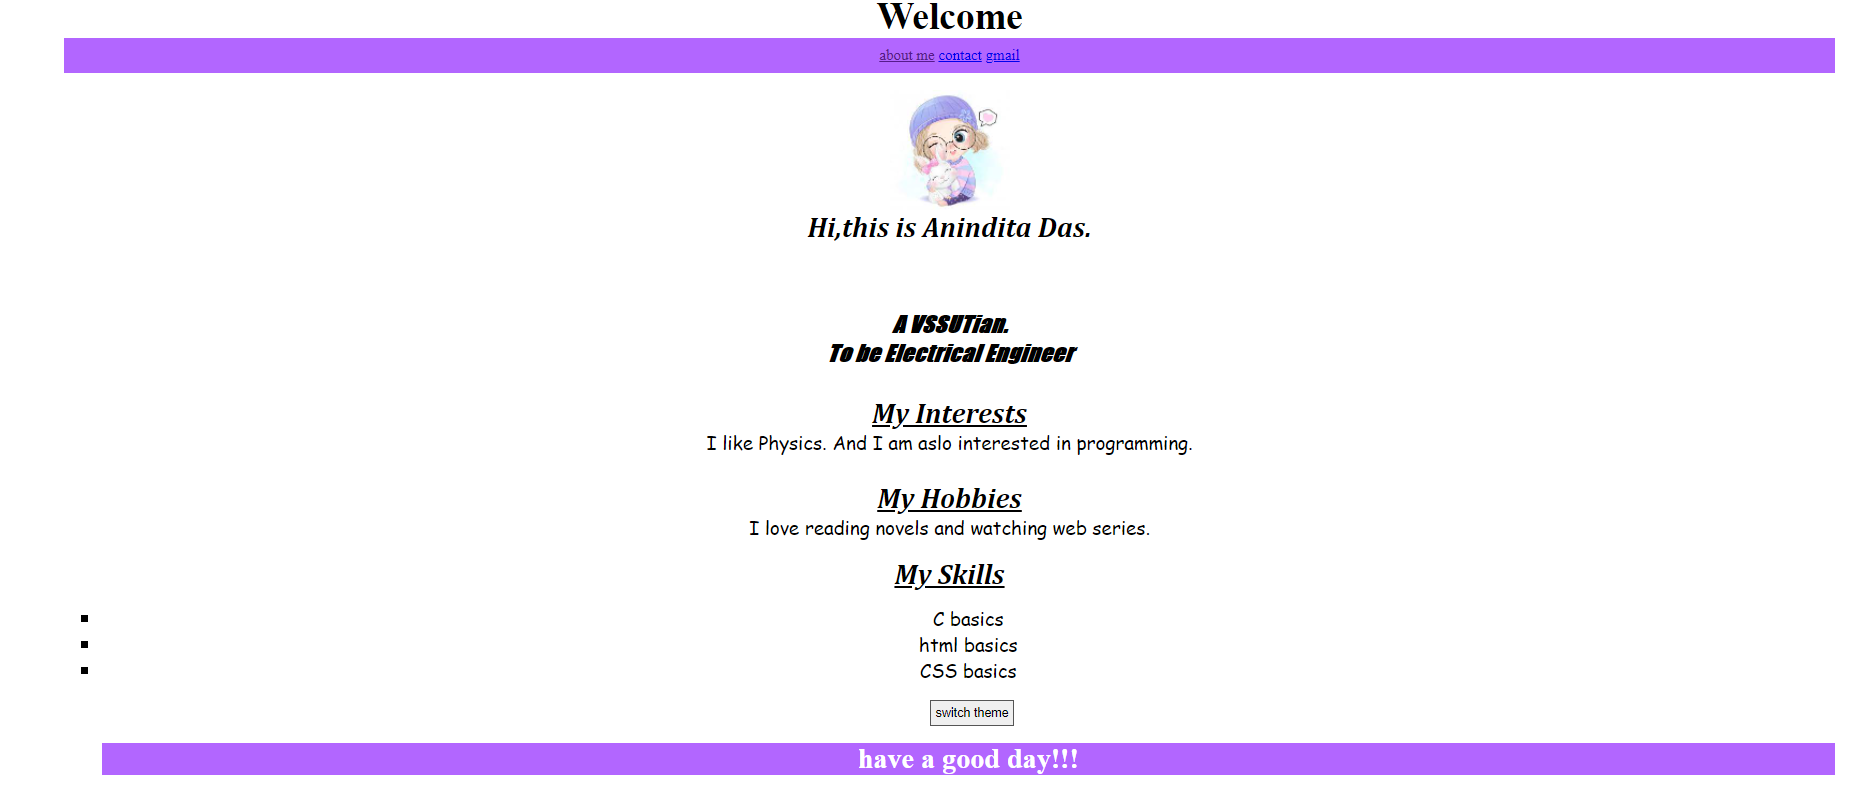 Welcome
about me contact gmail
Hi,this is Anindita Das.
A VSSUTian.
To be Electrical Engineer
My Interests
I like Physics. And I am aslo interested in programming.
My Hobbies
I love reading novels and watching web series.
My Skills
C basics
html basics
CSS basics
switch theme
have a good day!!!